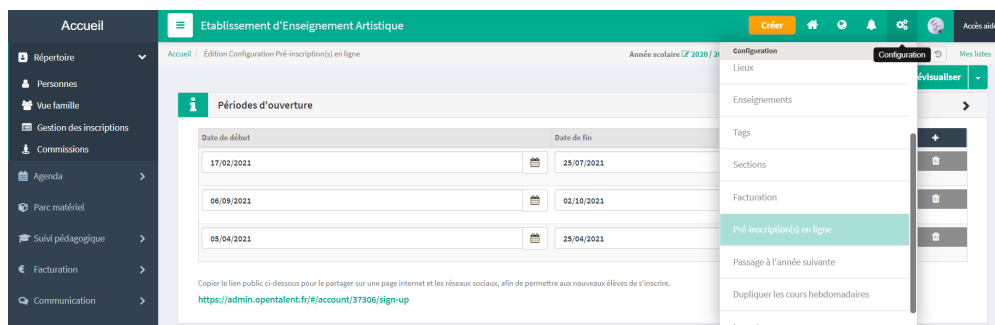 Accueil
Etablissement d'Enseignement Artistique
Créer
Accès aide
Répertoire
Accueil / Édition Configuration Pré-inscription(s) en ligne
Année scolaire 2020 /
Configuration
Configuration
Mes listes
Personnes
Lieux
évisualiser
Vue famille
Périodes d'ouverture
Enseignements
Gestion des inscriptions
Date de début
Date de fin
Tags
+
Commissions
17/02/2021
25/07/2021
Sections
Agenda
06/09/2021
02/10/2021
Facturation
Parc matériel
Pré-inscription(s) en ligne
Suivi pédagogique
05/04/2021
25/04/2021
Passage à l'année suivante
Facturation
Copier le lien public ci-dessous pour le partager sur une page internet et les réseaux sociaux, afin de permettre aux nouveaux élèves de s'inscrire.
Dupliquer les cours hebdomadaires
Communication
https://admin.opentalent.fr/#/account/37306/sign-up